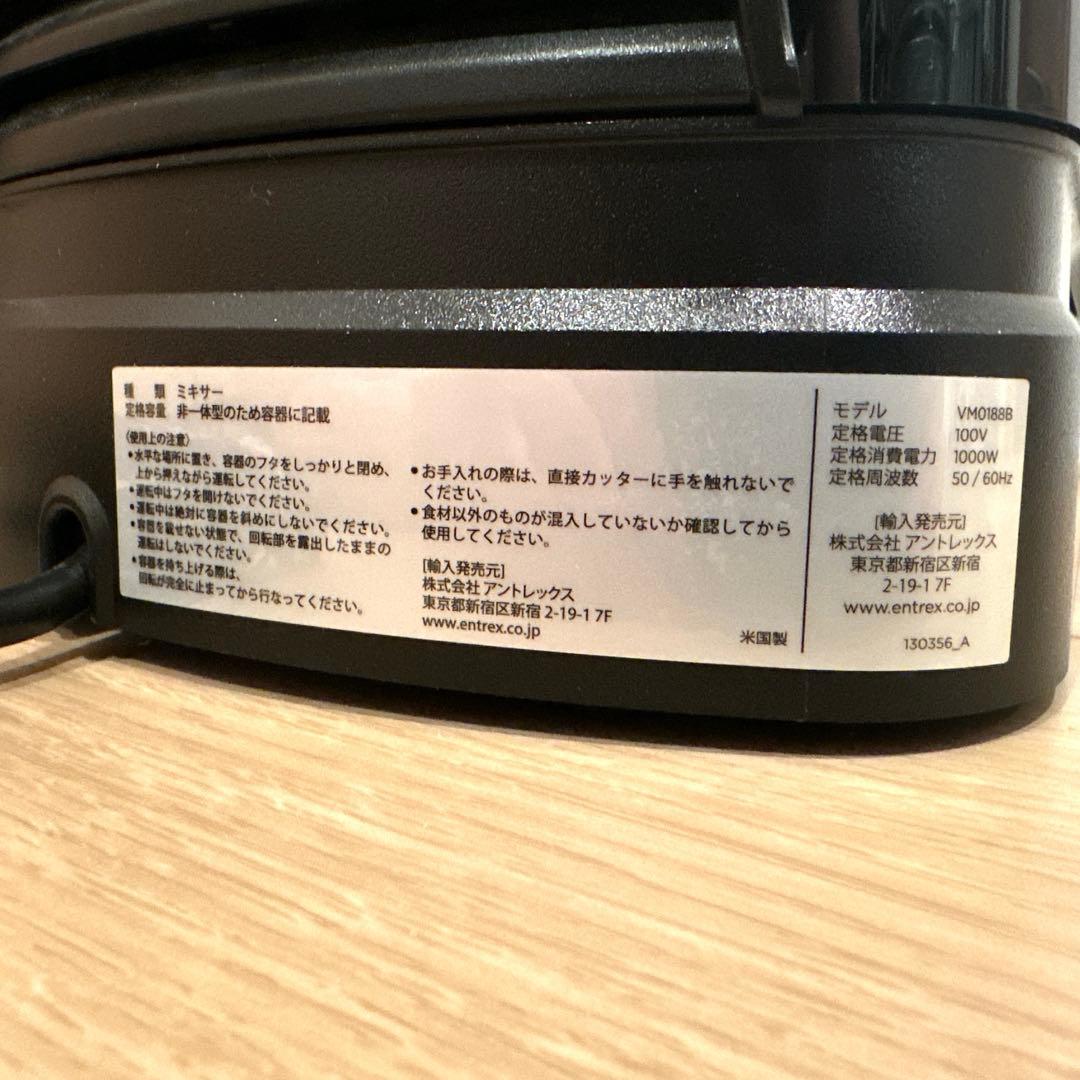 種　類　ミキサー
定格容量　非一体型のため容器に記載
〈使用上の注意〉
•水平な場所に置き、容器のフタをしっかりと閉め、
上から押えながら運転してください。
•運転中はフタを開けないでください。
•運転中は絶対に容器を斜めにしないでください。
•容器を載せない状態で、回転部を露出したままの
運転はしないでください。
•容器を持ち上げる際は、
回転が完全に止まってから行なってください。
•お手入れの際は、直接カッターに手を触れないで
ください。
•食材以外のものが混入していないか確認してから
使用してください。
[輸入発売元]
株式会社 アントレックス
東京都新宿区新宿 2-19-1 7F
www.entrex.co.jp
米国製
モデル　VM0188B
定格電圧　100V
定格消費電力　1000W
定格周波数　50 / 60Hz
[輸入発売元]
株式会社 アントレックス
東京都新宿区新宿
2-19-1 7F
www.entrex.co.jp
130356_A